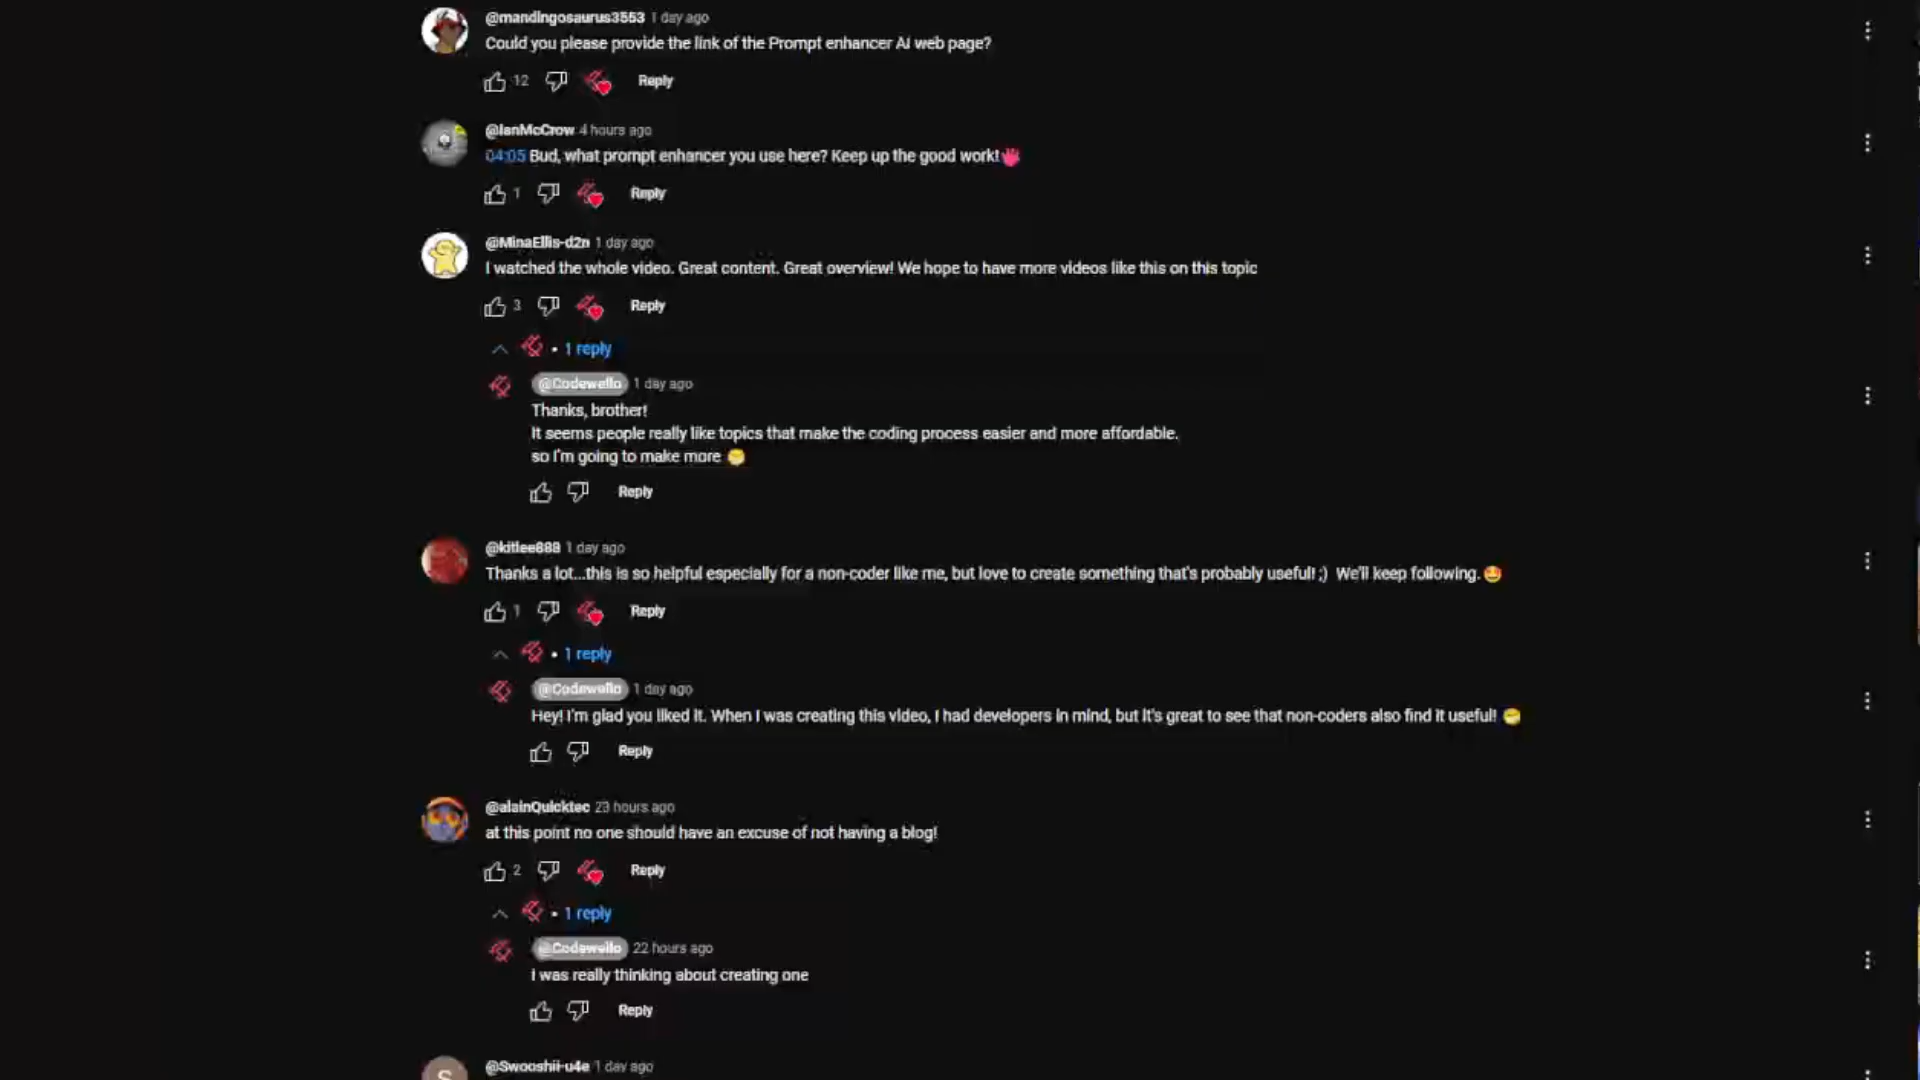 @mandingosaurus3553 1 day ago
Could you please provide the link of the Prompt enhancer AI web page?
12 Reply
@IanMcCrow 4 hours ago
04:05 Bud, what prompt enhancer you use here? Keep up the good work!
1 Reply
@MinaEllis-d2n 1 day ago
I watched the whole video. Great content. Great overview! We hope to have more videos like this on this topic
3 Reply
• 1 reply
@Codewello 1 day ago
Thanks, brother!
It seems people really like topics that make the coding process easier and more affordable.
so I'm going to make more 😁
Reply
@kitlee888 1 day ago
Thanks a lot...this is so helpful especially for a non-coder like me, but love to create something that's probably useful! ;) We'll keep following.🤩
1 Reply
• 1 reply
@Codewello 1 day ago
Hey! I'm glad you liked it. When I was creating this video, I had developers in mind, but it's great to see that non-coders also find it useful! 😁
Reply
@alainQuicktec 23 hours ago
at this point no one should have an excuse of not having a blog!
2 Reply
• 1 reply
@Codewello 22 hours ago
I was really thinking about creating one
Reply
S @Swooshii-u4e 1 day ago